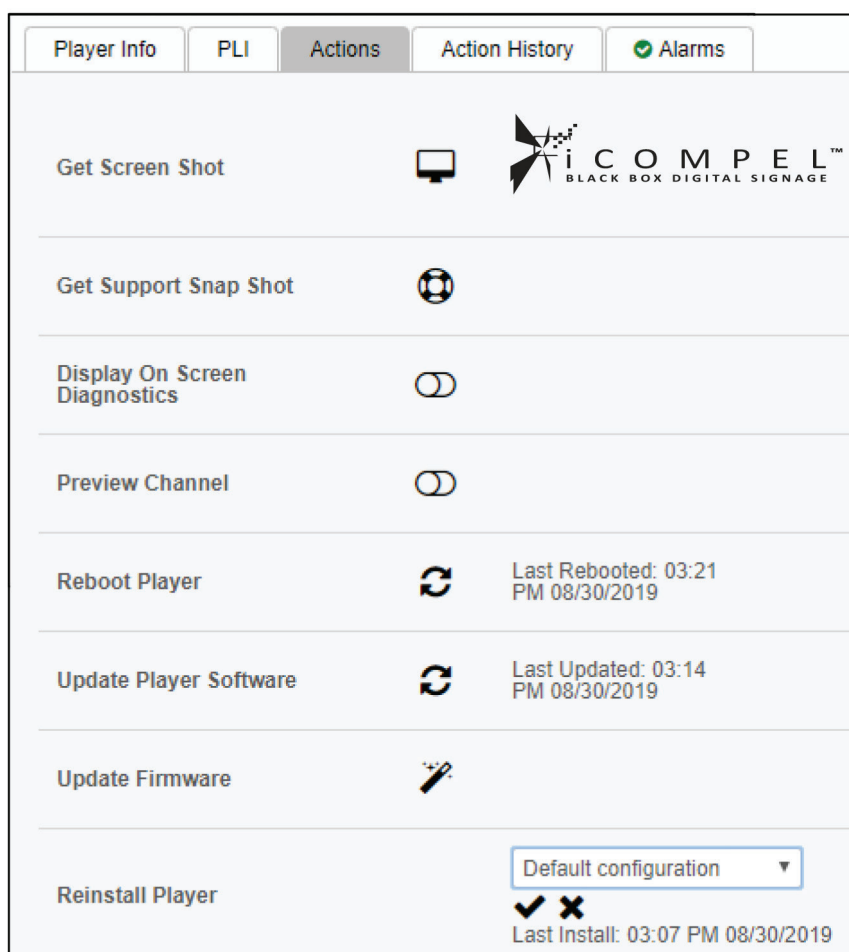 Player Info PLI Actions Action History Alarms
Get Screen Shot
iCOMPEL™
BLACK BOX DIGITAL SIGNAGE
Get Support Snap Shot
Display On Screen
Diagnostics
Preview Channel
Reboot Player
Last Rebooted: 03:21
PM 08/30/2019
Update Player Software
Last Updated: 03:14
PM 08/30/2019
Update Firmware
Reinstall Player
Default configuration
Last Install: 03:07 PM 08/30/2019